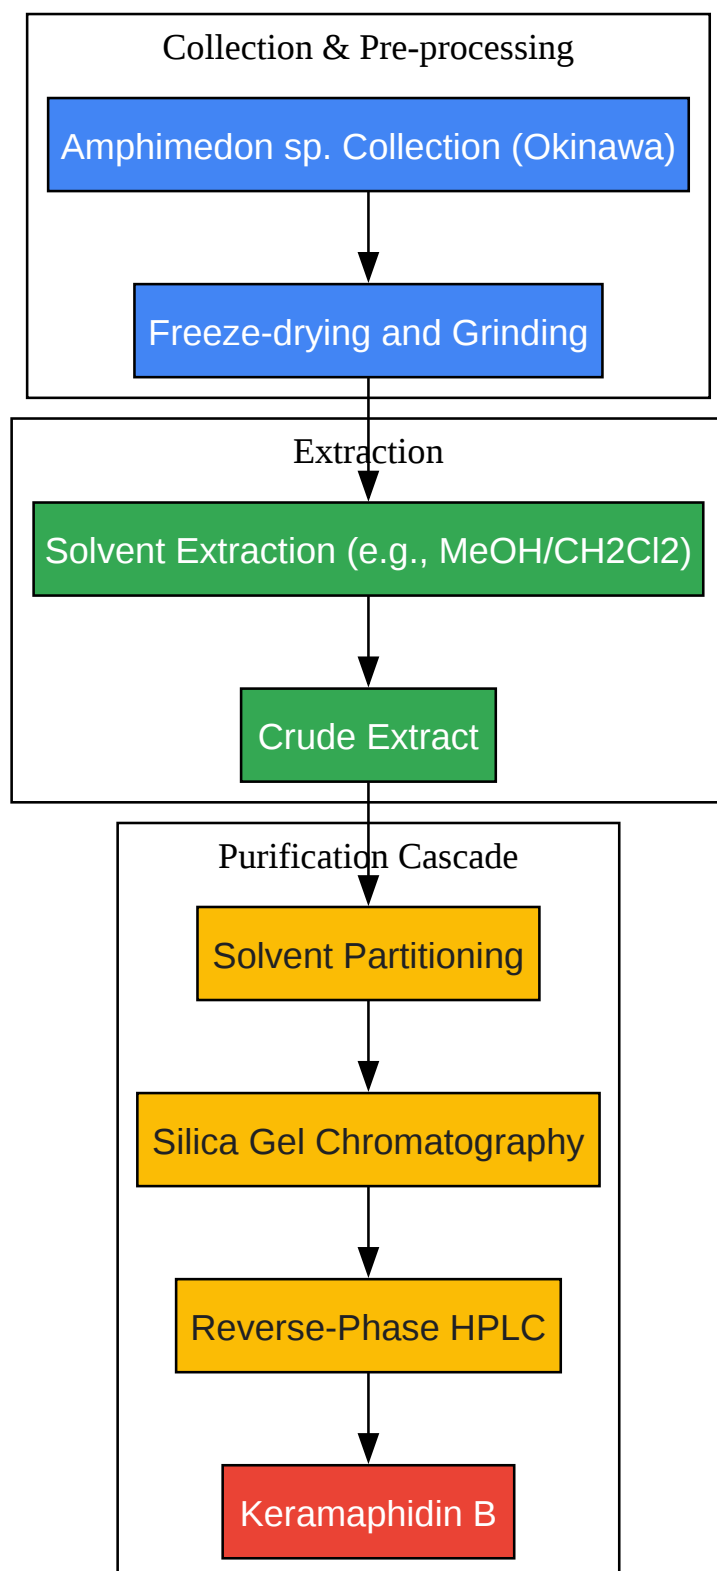 Collection & Pre-processing
Amphimedon sp. Collection (Okinawa)
Freeze-drying and Grinding
Extraction
Solvent Extraction (e.g., MeOH/CH2Cl2)
Crude Extract
Purification Cascade
Solvent Partitioning
Silica Gel Chromatography
Reverse-Phase HPLC
Keramaphidin B